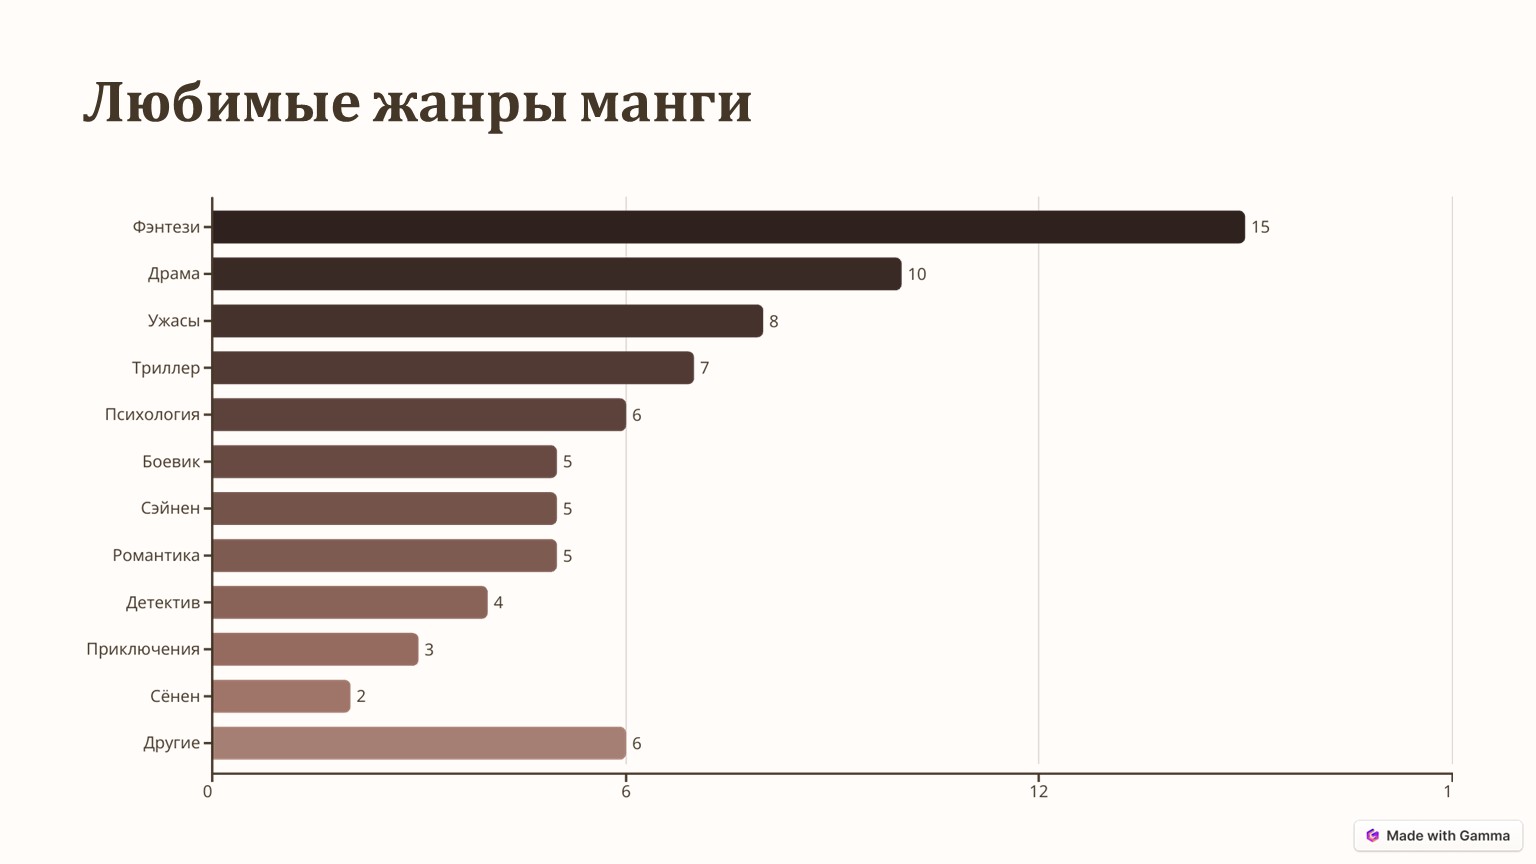 Любимые жанры манги
Фэнтези 15
Драма 10
Ужасы 8
Триллер 7
Психология 6
Боевик 5
Сэйнен 5
Романтика 5
Детектив 4
Приключения 3
Сёнен 2
Другие 6
0 6 12 1
Made with Gamma